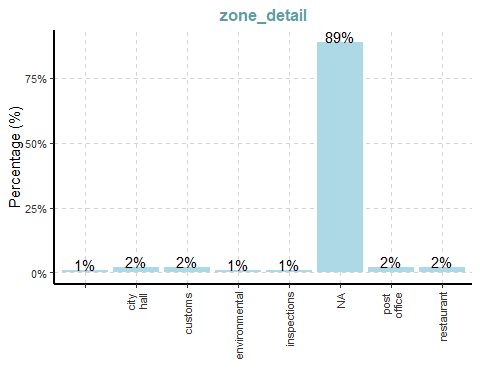 zone_detail
Percentage (%)
75%
50%
25%
0%
1%
2%
2%
1%
1%
89%
2%
2%
city
hall
customs
environmental
inspections
NA
post
office
restaurant